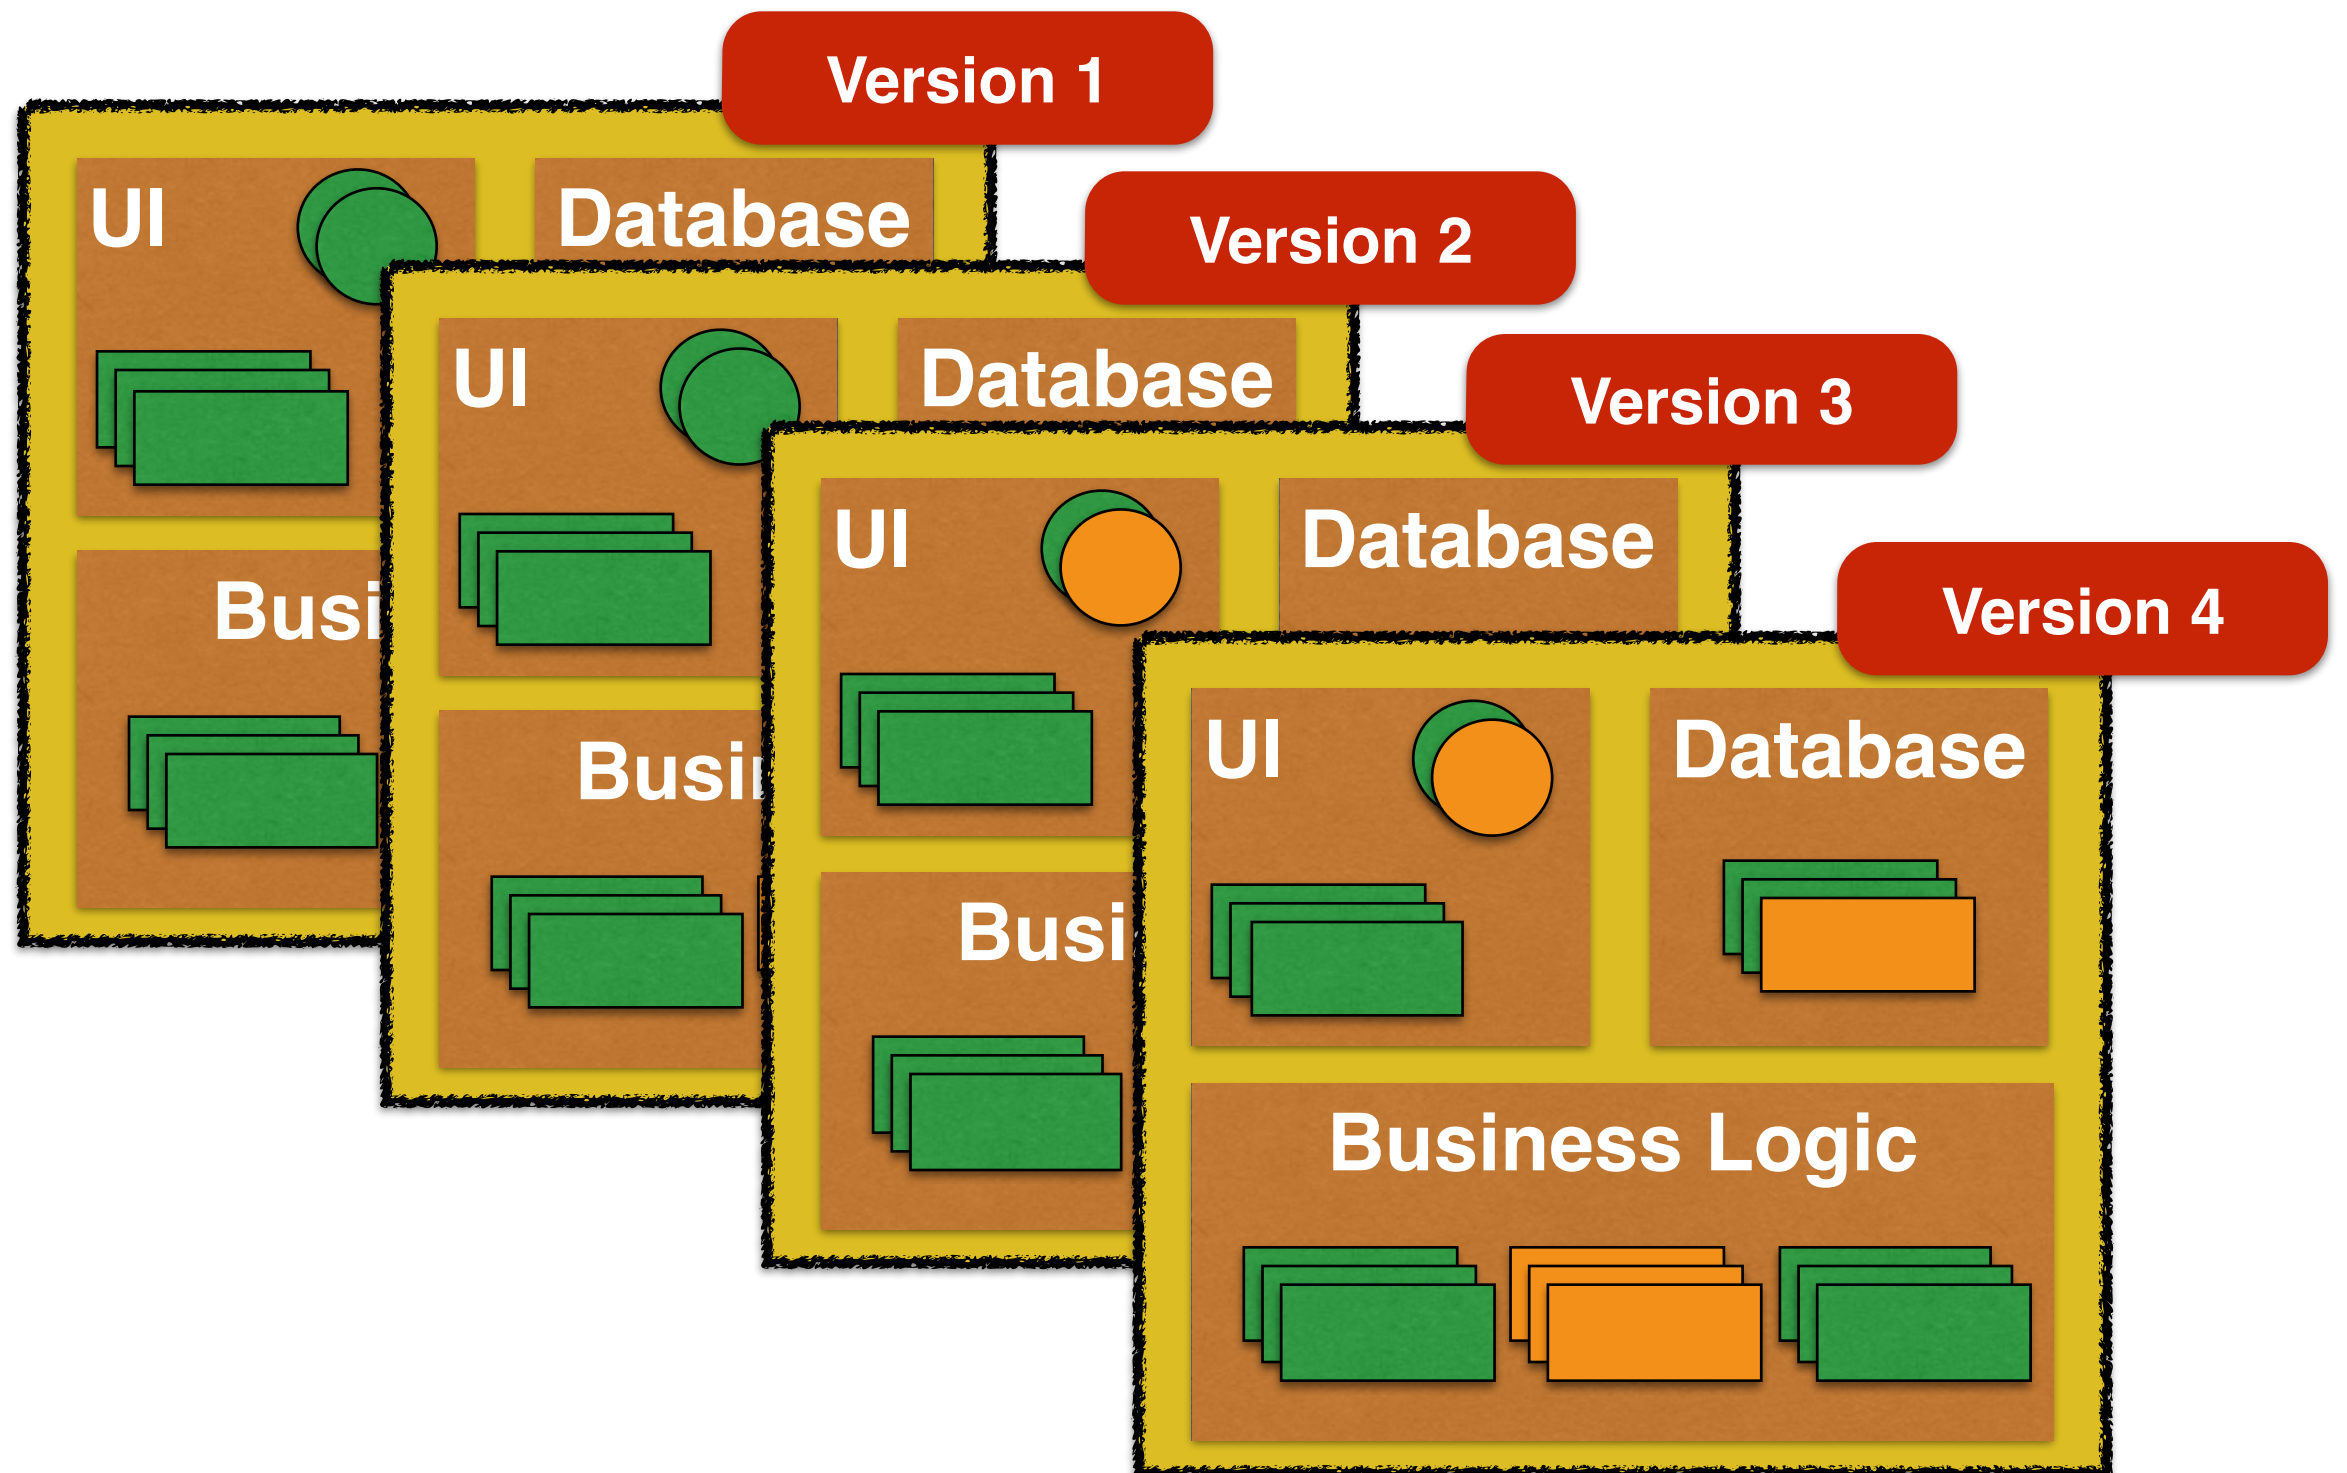 Version 1
UI
Database
Busi
Version 2
UI
Database
Busin
Version 3
UI
Database
Busi
Version 4
UI
Database
Business Logic